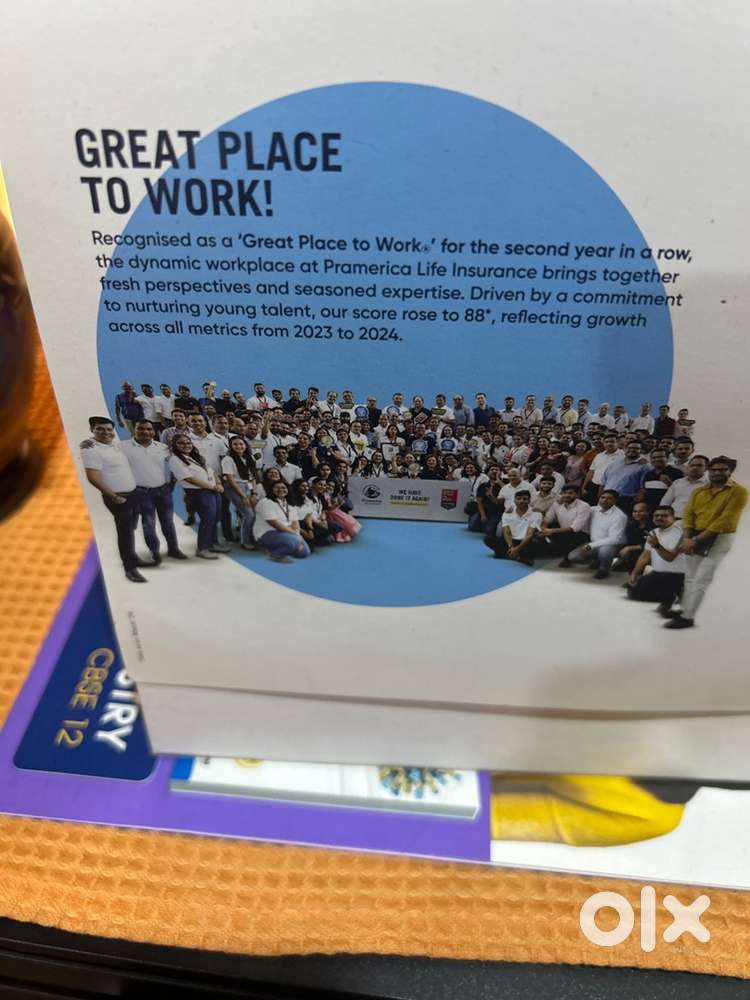 GREAT PLACE
TO WORK!
Recognised as a 'Great Place to Work®' for the second year in a row,
the dynamic workplace at Pramerica Life Insurance brings together
fresh perspectives and seasoned expertise. Driven by a commitment
to nurturing young talent, our score rose to 88*, reflecting growth
across all metrics from 2023 to 2024.
WE HAVE
DONE IT AGAIN!
CBSE 12
olx